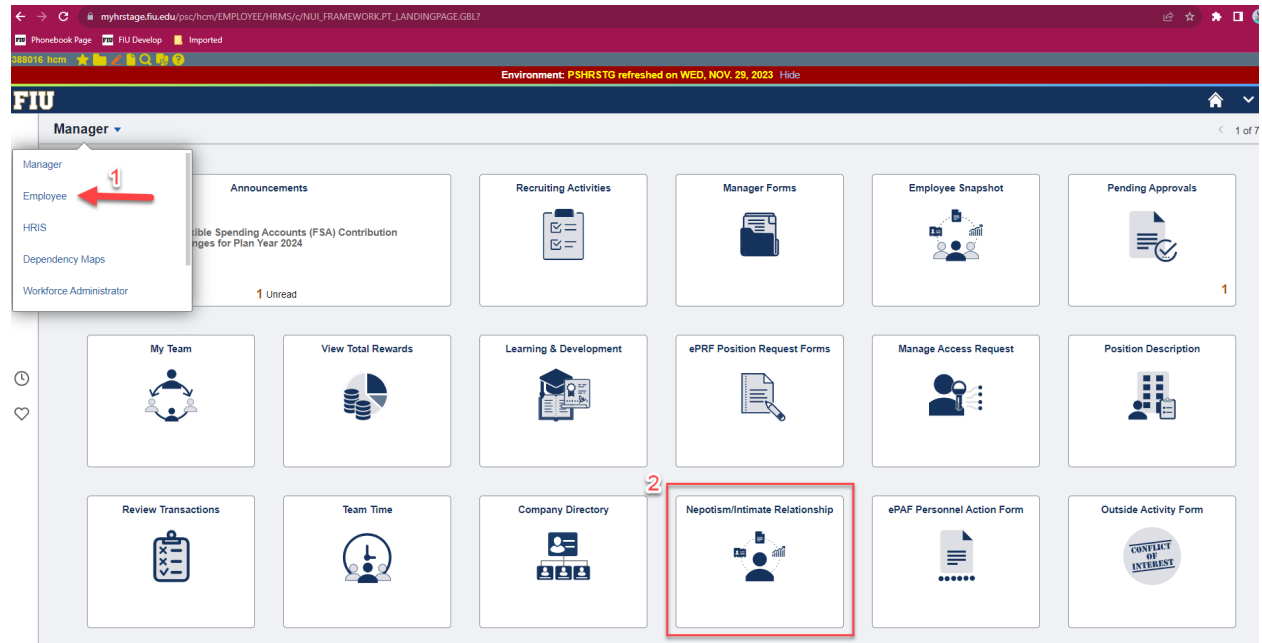 myhrstage.fiu.edu/psc/hcm/EMPLOYEE/HRMS/c/NUI_FRAMEWORK.PT_LANDINGPAGE.GBL?
FIU Phonebook Page FIU FIU Develop Imported
388016 hcm
Environment: PSHRSTG refreshed on WED, NOV. 29, 2023 Hide
FIU
Manager
1 of 7
Manager
Employee
1
HRIS
Dependency Maps
Workforce Administrator
Announcements
ible Spending Accounts (FSA) Contribution
nges for Plan Year 2024
1 Unread
Recruiting Activities
Manager Forms
Employee Snapshot
Pending Approvals
1
My Team
View Total Rewards
Learning & Development
ePRF Position Request Forms
Manage Access Request
Position Description
2
Review Transactions
Team Time
Company Directory
Nepotism/Intimate Relationship
ePAF Personnel Action Form
Outside Activity Form
CONFLICT
OF
INTEREST